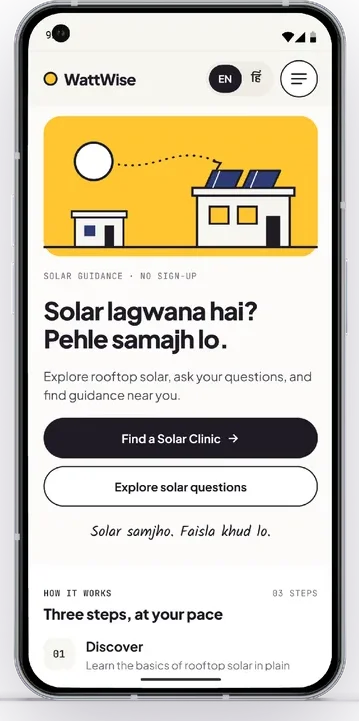 9
WattWise
EN हिं
SOLAR GUIDANCE · NO SIGN-UP
Solar lagwana hai?
Pehle samajh lo.
Explore rooftop solar, ask your questions, and
find guidance near you.
Find a Solar Clinic →
Explore solar questions
Solar samjho. Faisla khud lo.
HOW IT WORKS 03 STEPS
Three steps, at your pace
01 Discover
Learn the basics of rooftop solar in plain